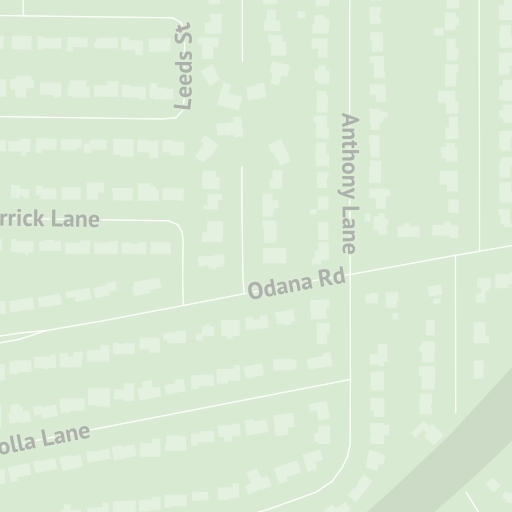 Leeds St
Anthony Lane
rrick Lane
Odana Rd
olla Lane